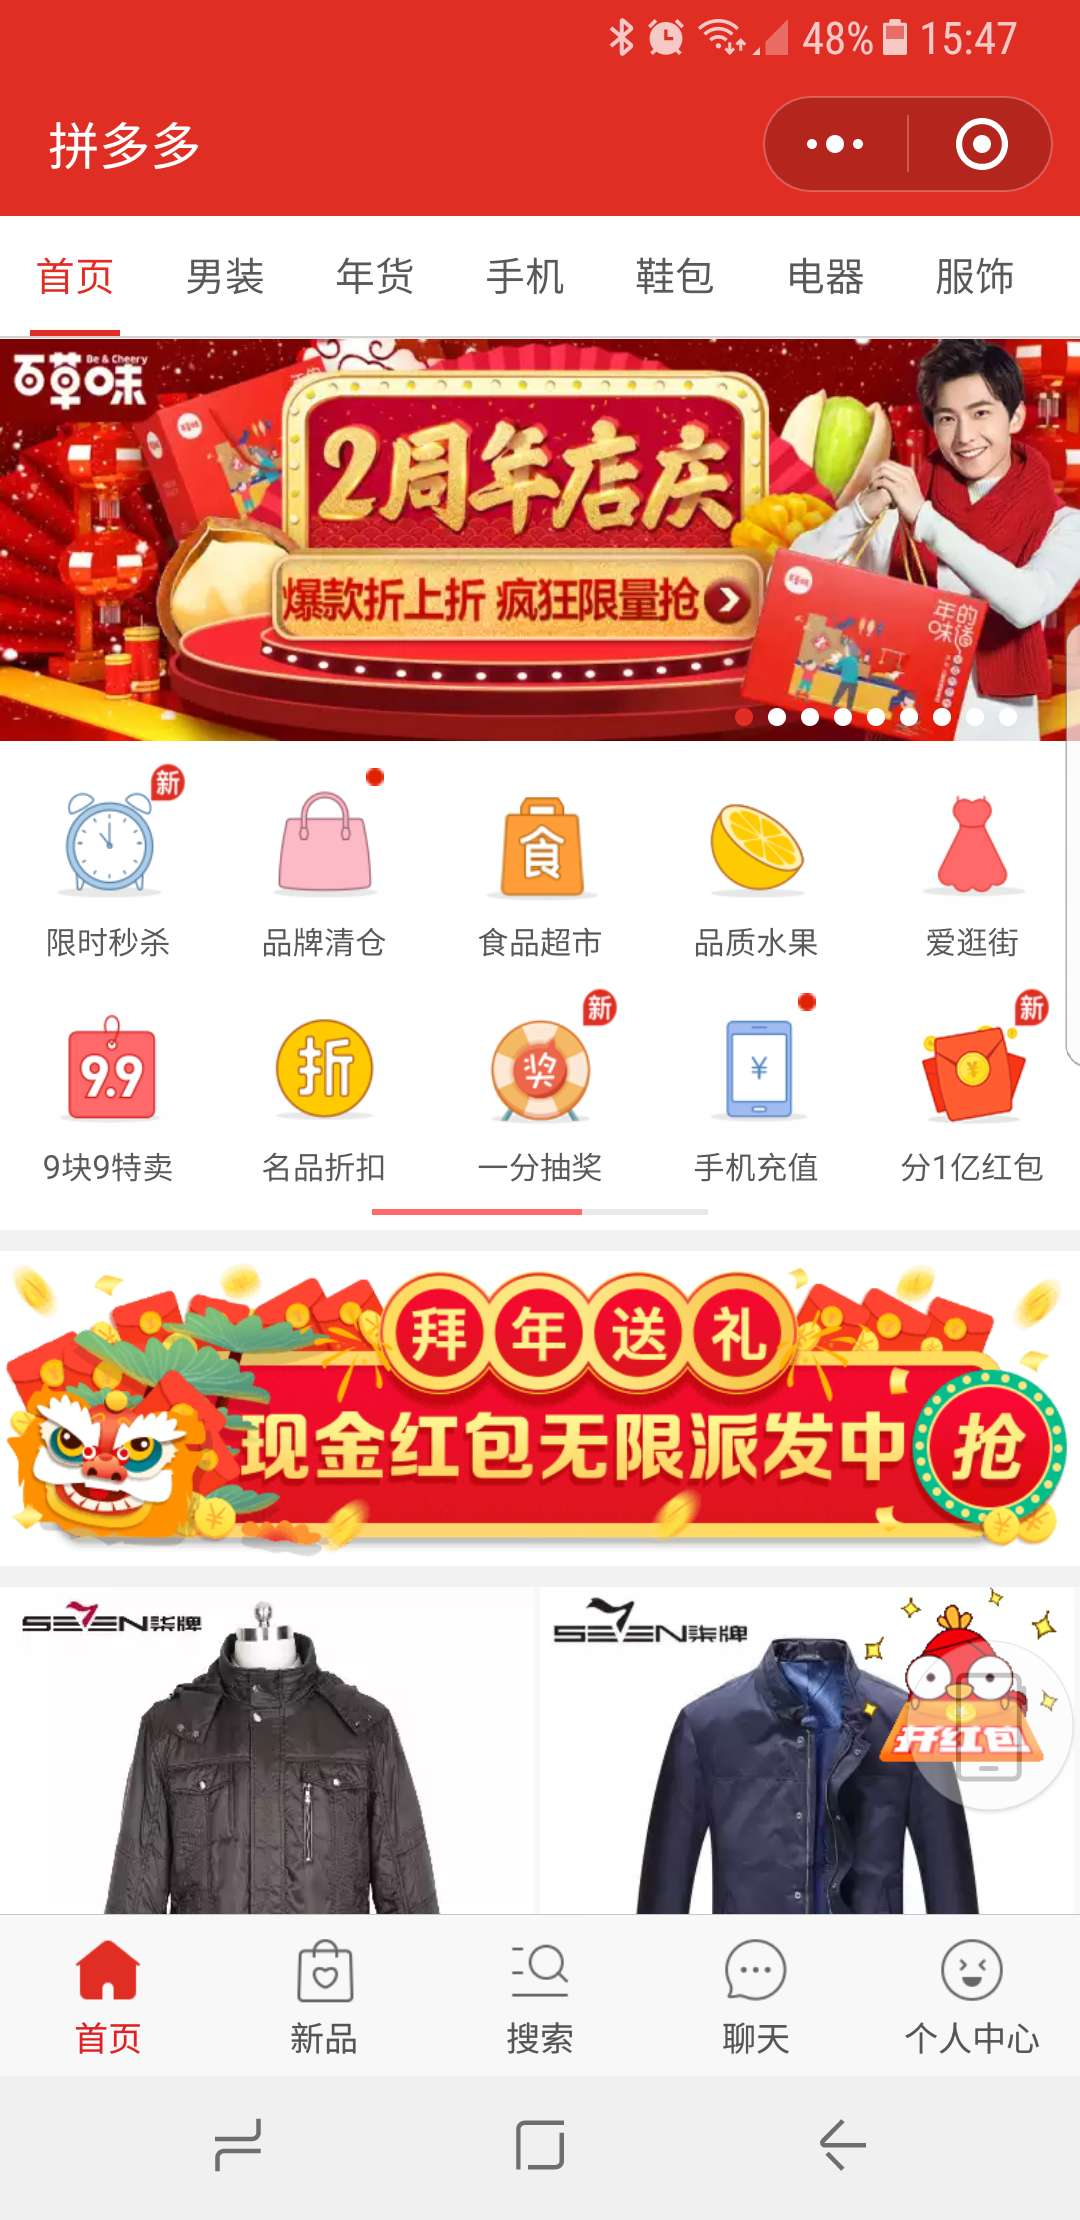 48% 15:47
拼多多
首页 男装 年货 手机 鞋包 电器 服饰
Be & Cheery
百草味
2周年店庆
爆款折上折 疯狂限量抢
年的味道
新
食
限时秒杀 品牌清仓 食品超市 品质水果 爱逛街
新 新
9.9 折 奖 ¥ ¥
9块9特卖 名品折扣 一分抽奖 手机充值 分1亿红包
拜年送礼
现金红包无限派发中 抢
SEVEN柒牌 SEVEN柒牌
开红包
首页 新品 搜索 聊天 个人中心